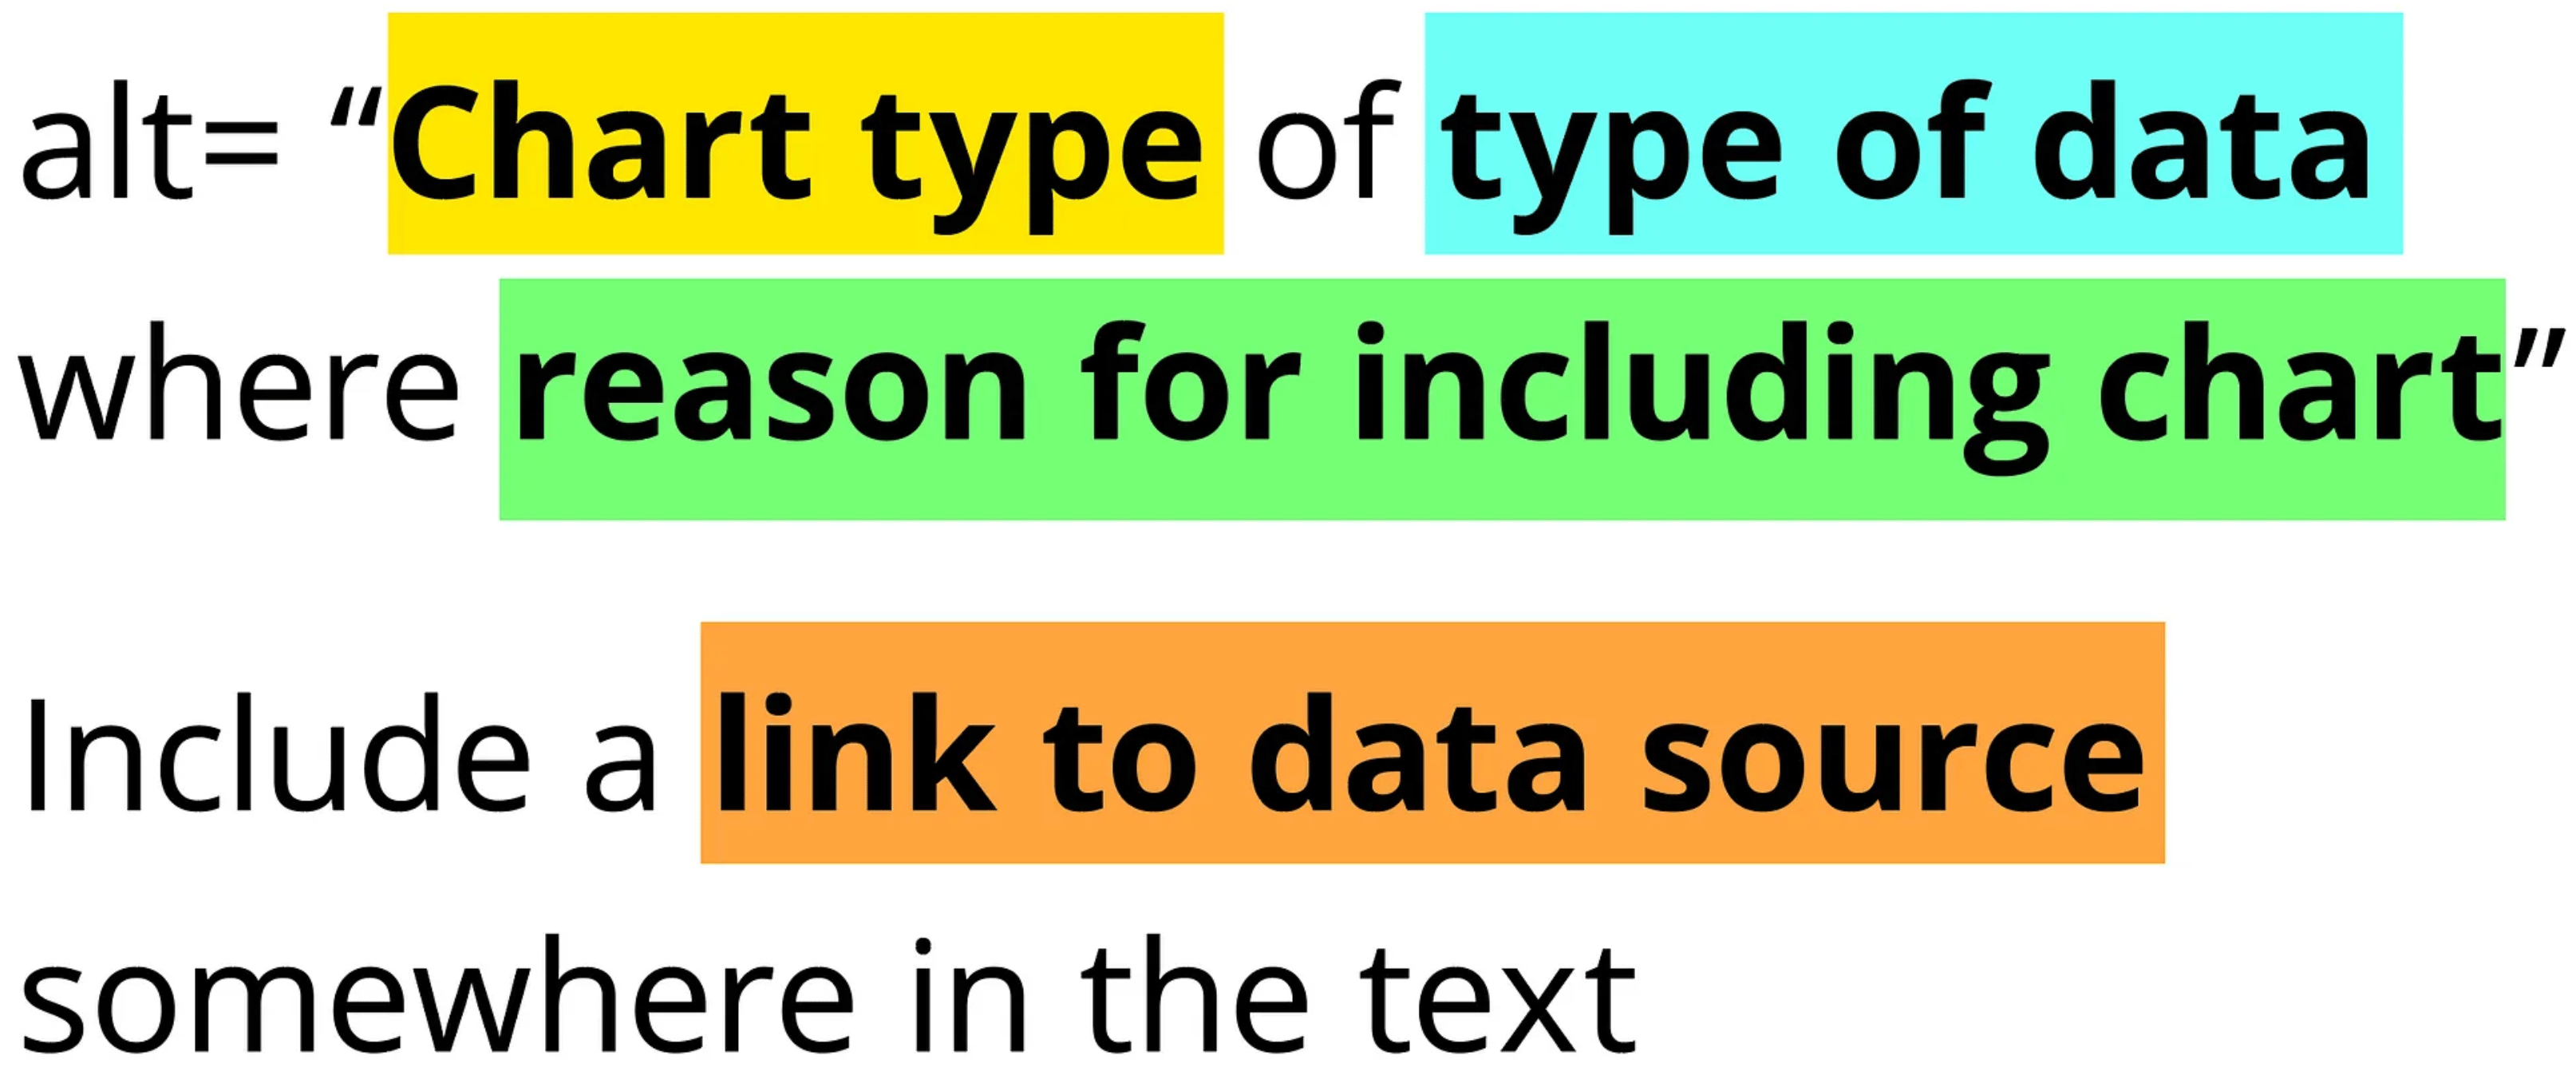 alt= “Chart type of type of data
where reason for including chart”
Include a link to data source
somewhere in the text